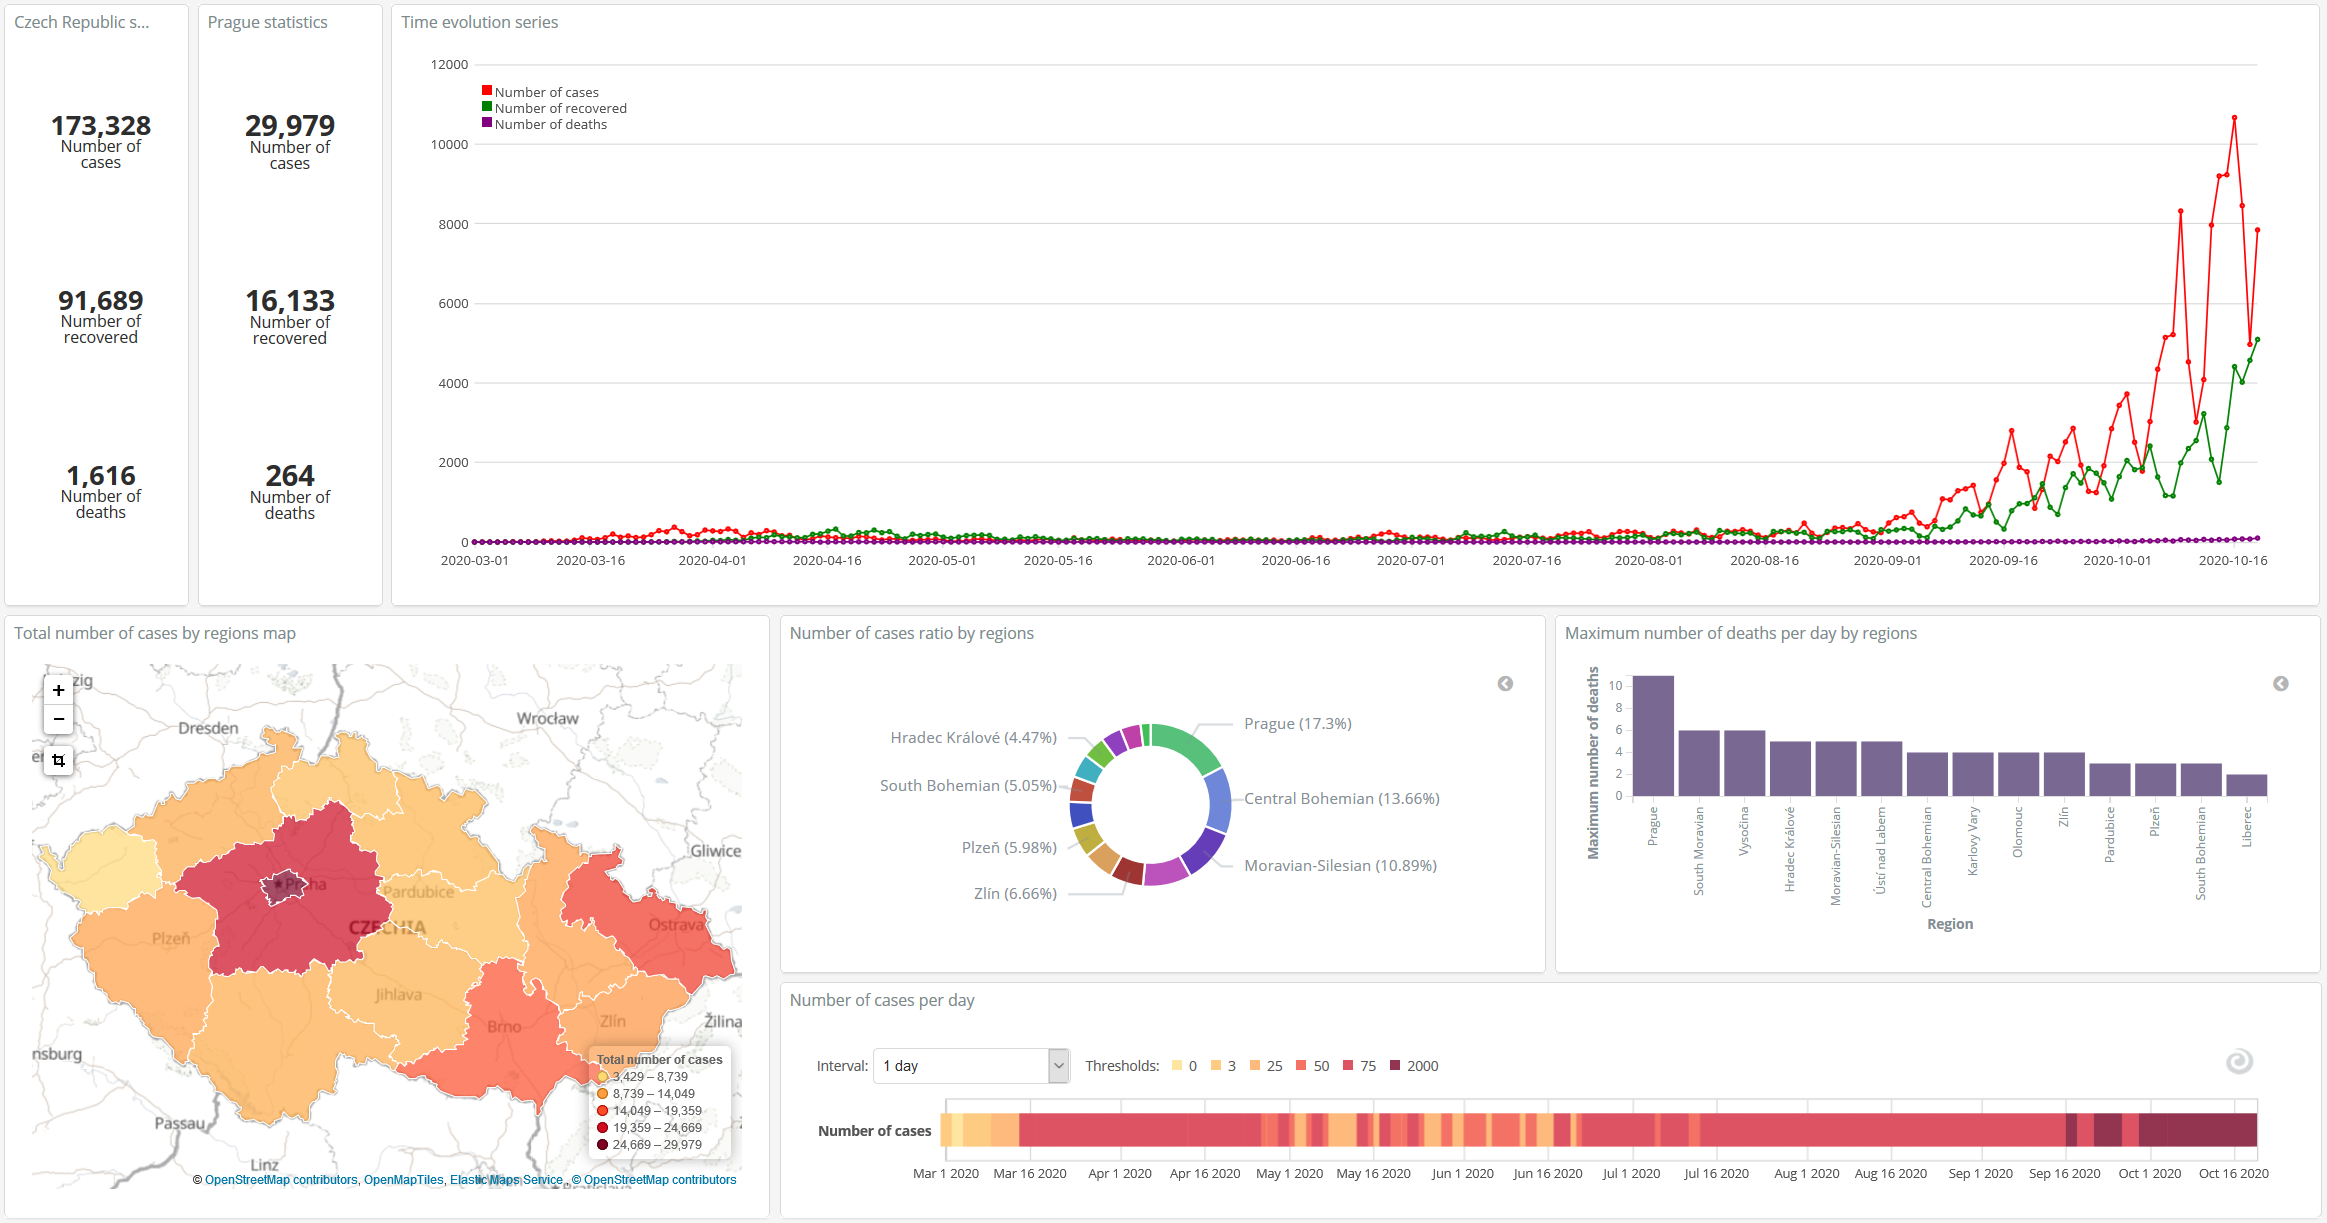 Czech Republic s...
173,328
Number of
cases
91,689
Number of
recovered
1,616
Number of
deaths
Prague statistics
29,979
Number of
cases
16,133
Number of
recovered
264
Number of
deaths
Time evolution series
12000
10000
8000
6000
4000
2000
0
Number of cases
Number of recovered
Number of deaths
2020-03-01 2020-03-16 2020-04-01 2020-04-16 2020-05-01 2020-05-16 2020-06-01 2020-06-16 2020-07-01 2020-07-16 2020-08-01 2020-08-16 2020-09-01 2020-09-16 2020-10-01 2020-10-16
Total number of cases by regions map
+
−
zig
Dresden
Wrocław
Gliwice
Praha
Pardubice
CZECHIA
Plzeň
Ostrava
Jihlava
Brno
Zlín
Žilina
nsburg
Passau
Linz
Total number of cases
3,429 – 8,739
8,739 – 14,049
14,049 – 19,359
19,359 – 24,669
24,669 – 29,979
© OpenStreetMap contributors, OpenMapTiles, Elastic Maps Service, © OpenStreetMap contributors
Number of cases ratio by regions
Prague (17.3%)
Central Bohemian (13.66%)
Moravian-Silesian (10.89%)
Hradec Králové (4.47%)
South Bohemian (5.05%)
Plzeň (5.98%)
Zlín (6.66%)
Maximum number of deaths per day by regions
Maximum number of deaths
10
8
6
4
2
0
Prague
South Moravian
Vysočina
Hradec Králové
Moravian-Silesian
Ústí nad Labem
Central Bohemian
Karlovy Vary
Olomouc
Zlín
Pardubice
Plzeň
South Bohemian
Liberec
Region
Number of cases per day
Interval: 1 day Thresholds: 0 3 25 50 75 2000
Number of cases
Mar 1 2020 Mar 16 2020 Apr 1 2020 Apr 16 2020 May 1 2020 May 16 2020 Jun 1 2020 Jun 16 2020 Jul 1 2020 Jul 16 2020 Aug 1 2020 Aug 16 2020 Sep 1 2020 Sep 16 2020 Oct 1 2020 Oct 16 2020